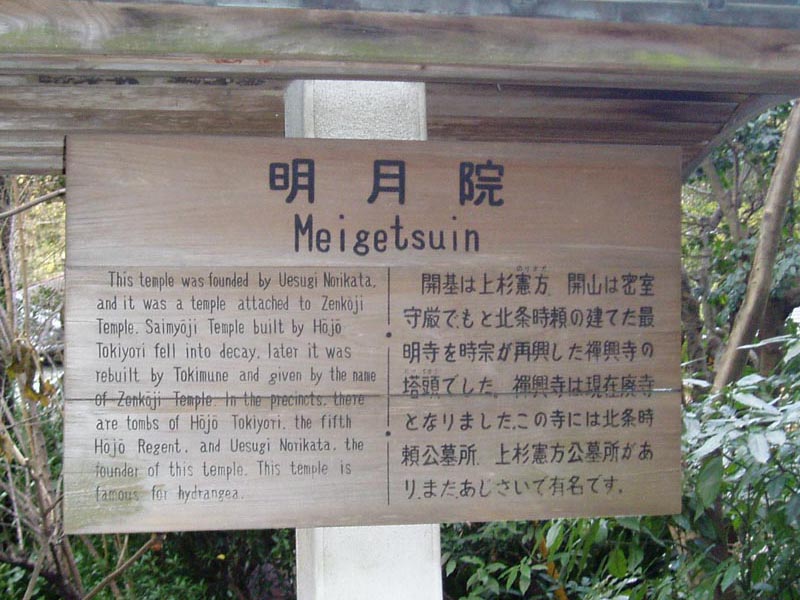 明月院
Meigetsuin
This temple was founded by Uesugi Norikata,
and it was a temple attached to Zenkōji
Temple. Saimyōji Temple built by Hōjō
Tokiyori fell into decay, later it was
rebuilt by Tokimune and given by the name
of Zenkōji Temple. In the precincts, there
are tombs of Hōjō Tokiyori, the fifth
Hōjō Regent, and Uesugi Norikata, the
founder of this temple. This temple is
famous for hydrangea.
開基は上杉憲方、開山は密室
守厳で、もと北条時頼の建てた最
明寺を時宗が再興した禅興寺の
塔頭でした。禅興寺は現在廃寺
となりました。この寺には北条時
頼公墓所、上杉憲方公墓所があ
り、また、あじさいで有名です。